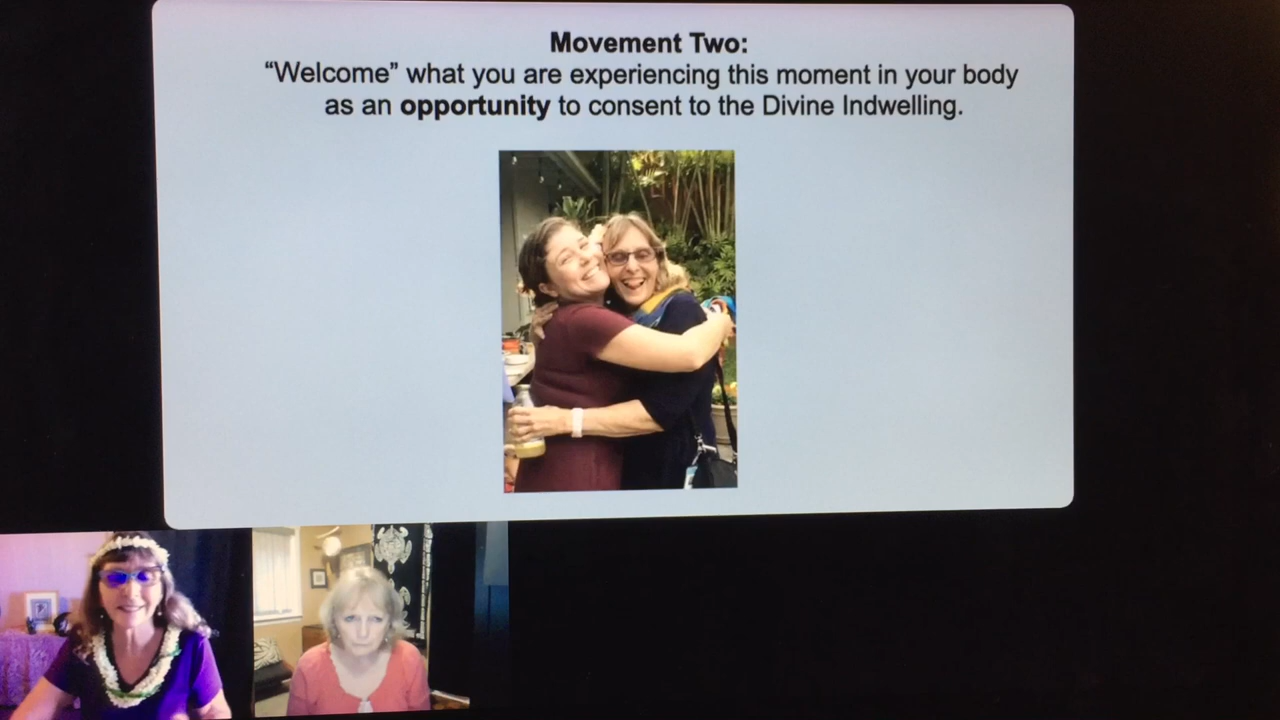 Movement Two:
“Welcome” what you are experiencing this moment in your body
as an opportunity to consent to the Divine Indwelling.